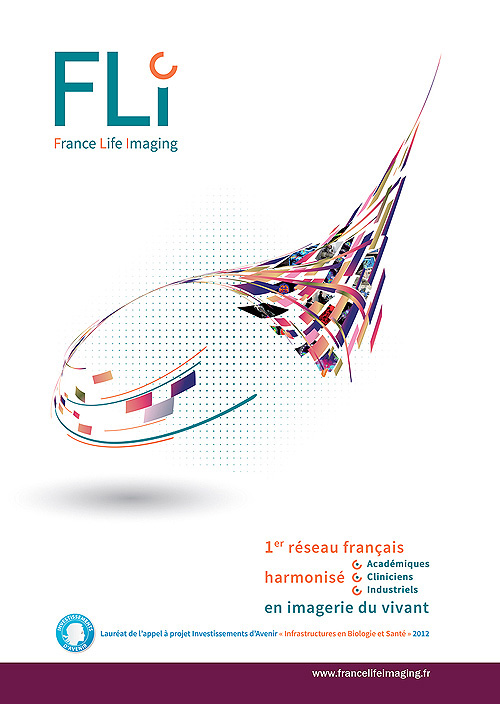 FLi
France Life Imaging
1er réseau français
harmonisé
Académiques
Cliniciens
Industriels
en imagerie du vivant
INVESTISSEMENTS D'AVENIR
Lauréat de l'appel à projet Investissements d'Avenir « Infrastructures en Biologie et Santé » 2012
www.francelifeimaging.fr